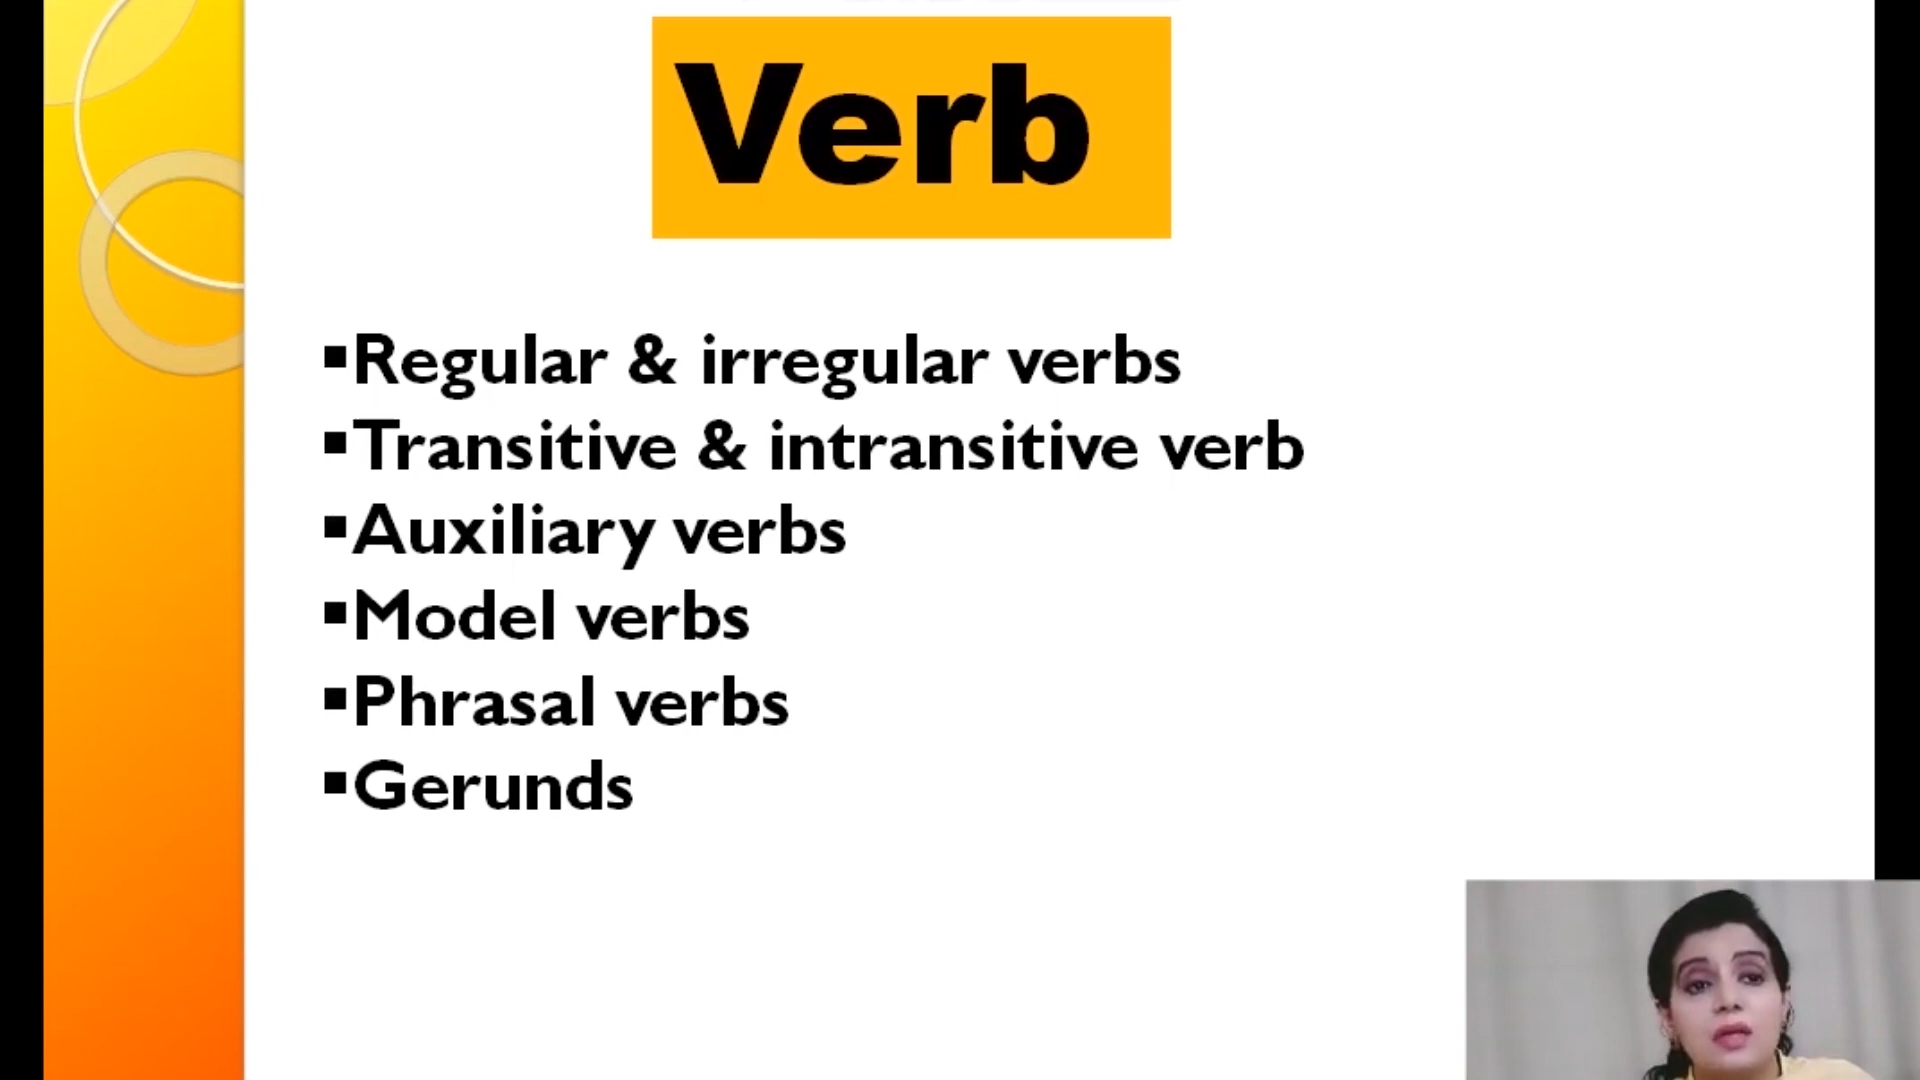 Verb
▪Regular & irregular verbs
▪Transitive & intransitive verb
▪Auxiliary verbs
▪Model verbs
▪Phrasal verbs
▪Gerunds